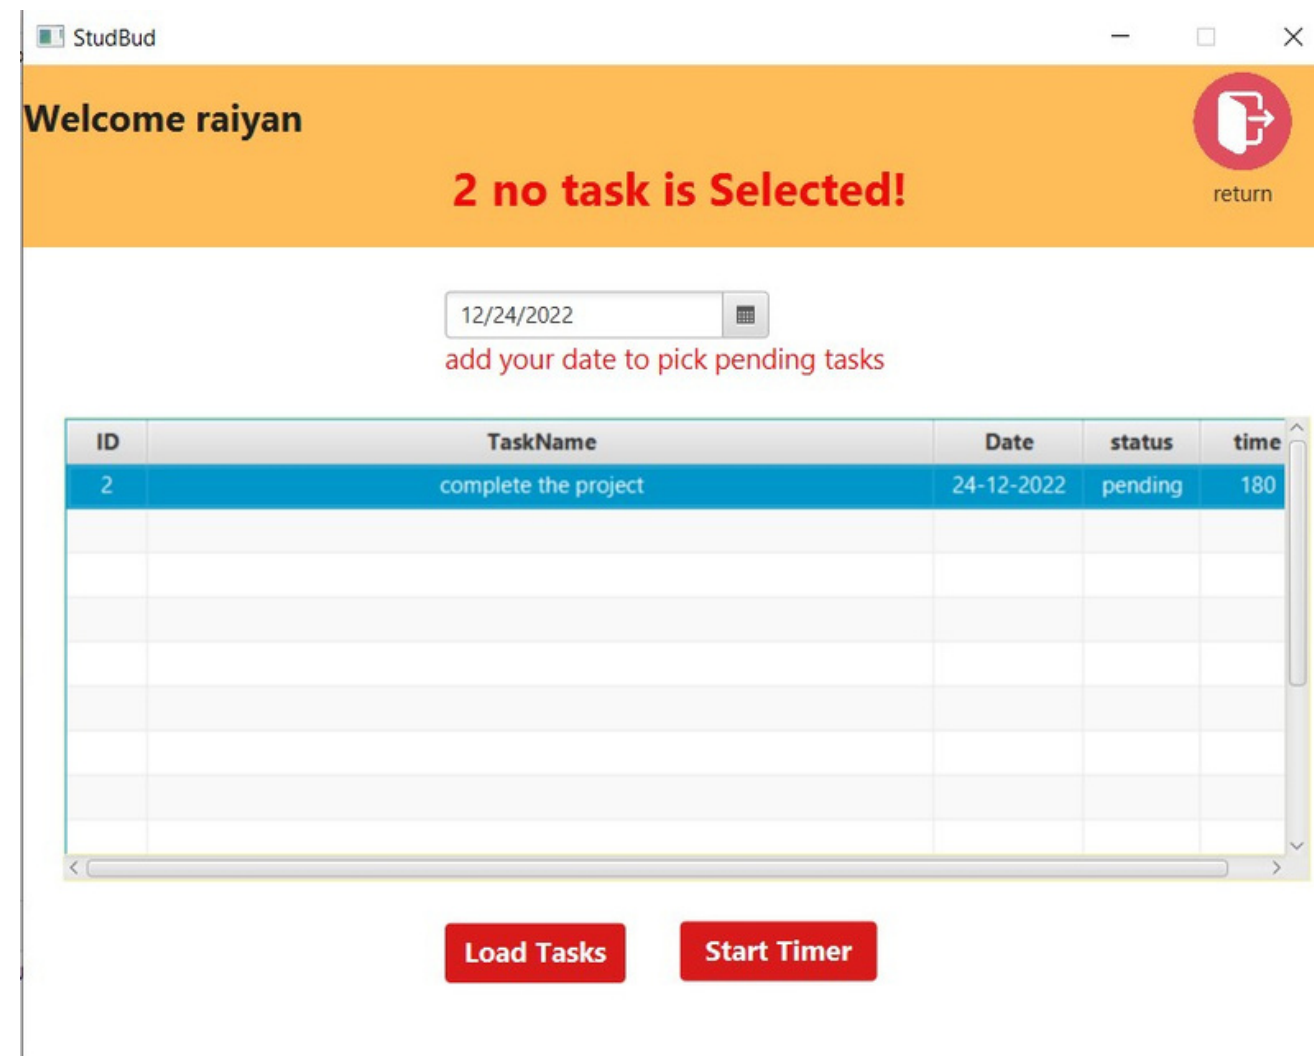 StudBud
Welcome raiyan
2 no task is Selected!
return
12/24/2022
add your date to pick pending tasks
ID TaskName Date status time
2 complete the project 24-12-2022 pending 180
Load Tasks Start Timer